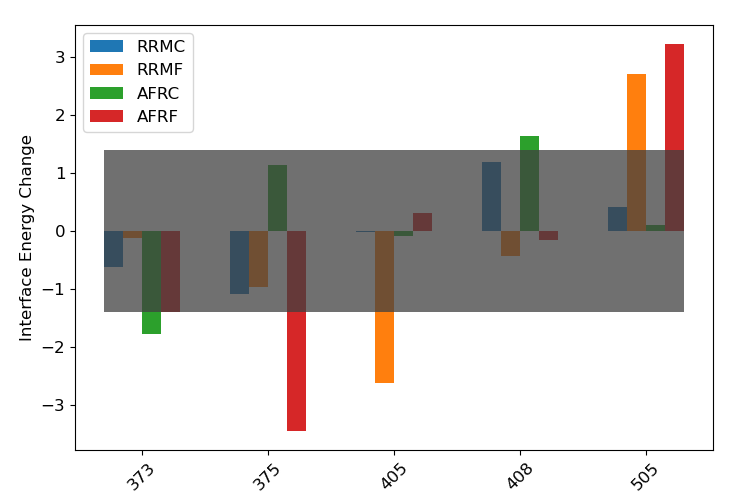 RRMC
RRMF
AFRC
AFRF
Interface Energy Change
3
2
1
0
−1
−2
−3
373
375
405
408
505